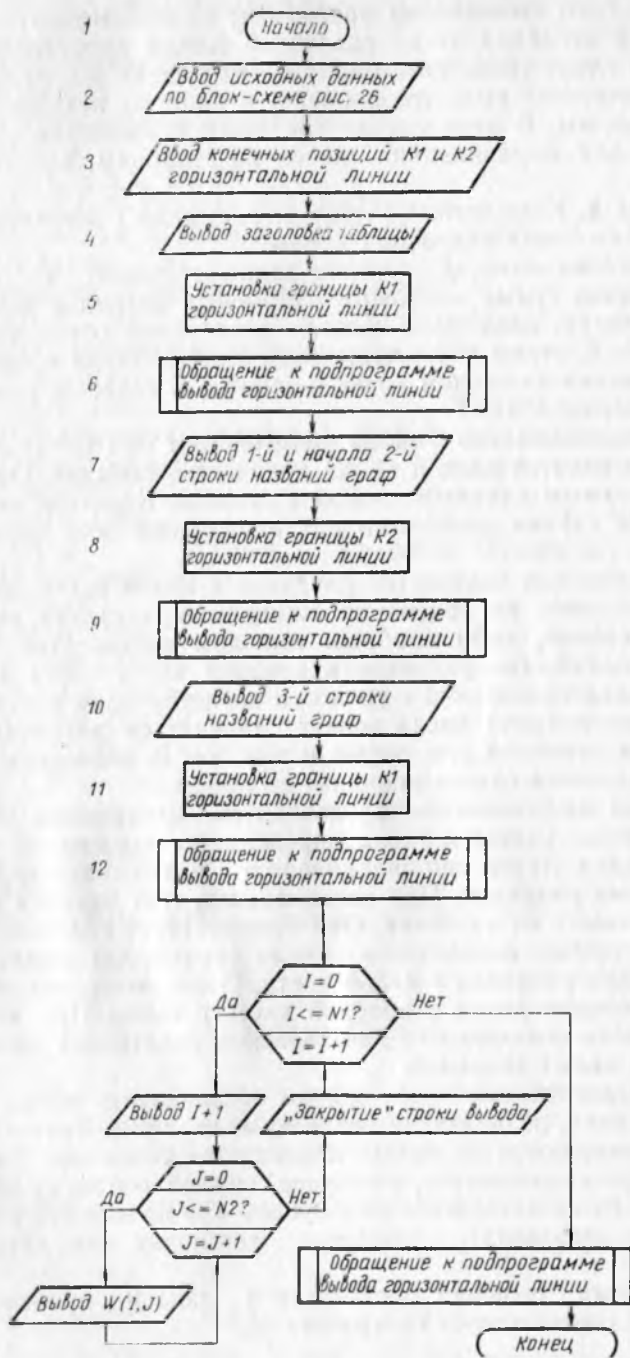 1
Начало
2
Ввод исходных данных
по блок-схеме рис. 26
3
Ввод конечных позиций К1 и К2
горизонтальной линии
4
Вывод заголовка таблицы
5
Установка границы К1
горизонтальной линии
6
Обращение к подпрограмме
вывода горизонтальной линии
7
Вывод 1-й и начала 2-й
строки названий граф
8
Установка границы К2
горизонтальной линии
9
Обращение к подпрограмме
вывода горизонтальной линии
10
Вывод 3-й строки
названий граф
11
Установка границы К1
горизонтальной линии
12
Обращение к подпрограмме
вывода горизонтальной линии
I=0
Да
I<=N1?
Нет
I=I+1
Вывод I+1
„Закрытие" строки вывода
J=0
Да
J<=N2?
Нет
J=J+1
Вывод W(I,J)
Обращение к подпрограмме
вывода горизонтальной линии
Конец